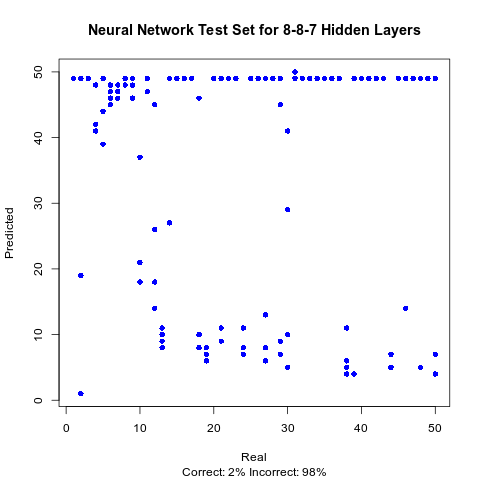 Neural Network Test Set for 8-8-7 Hidden Layers
50
40
30
20
10
0
Predicted
0 10 20 30 40 50
Real
Correct: 2% Incorrect: 98%